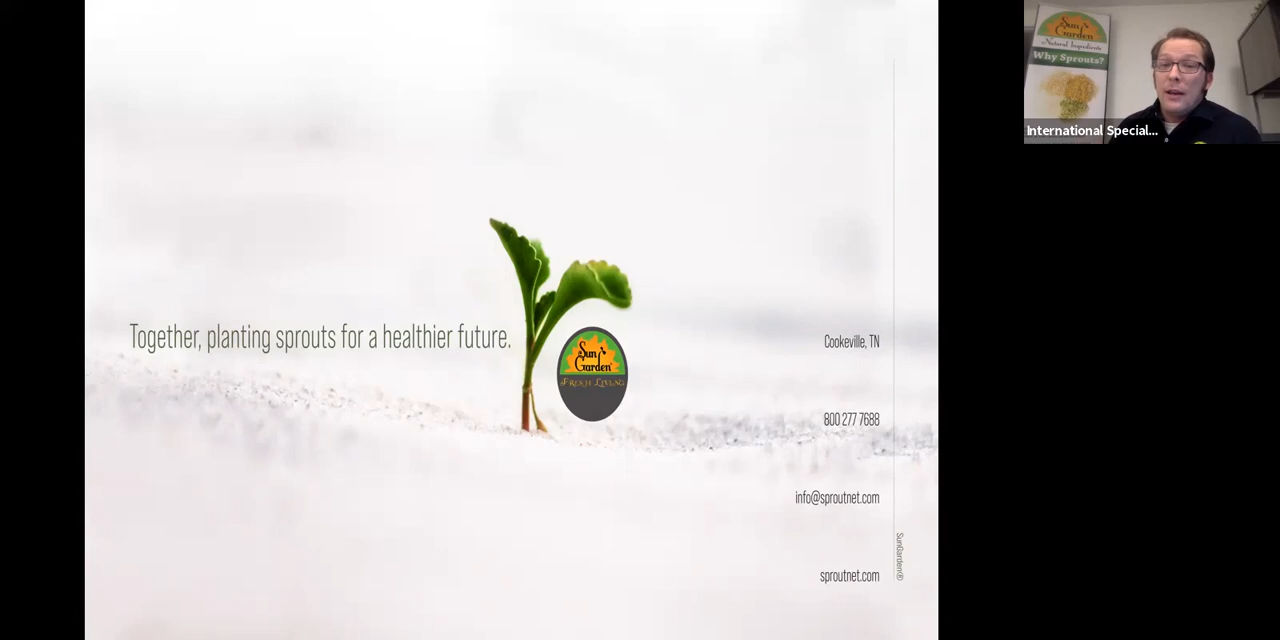 Together, planting sprouts for a healthier future.
Sun
Garden
Fresh Living
Cookeville, TN
800 277 7688
info@sproutnet.com
sproutnet.com
SunGarden®
Sun
Garden
Natural Ingredients
Why Sprouts?
International Special...